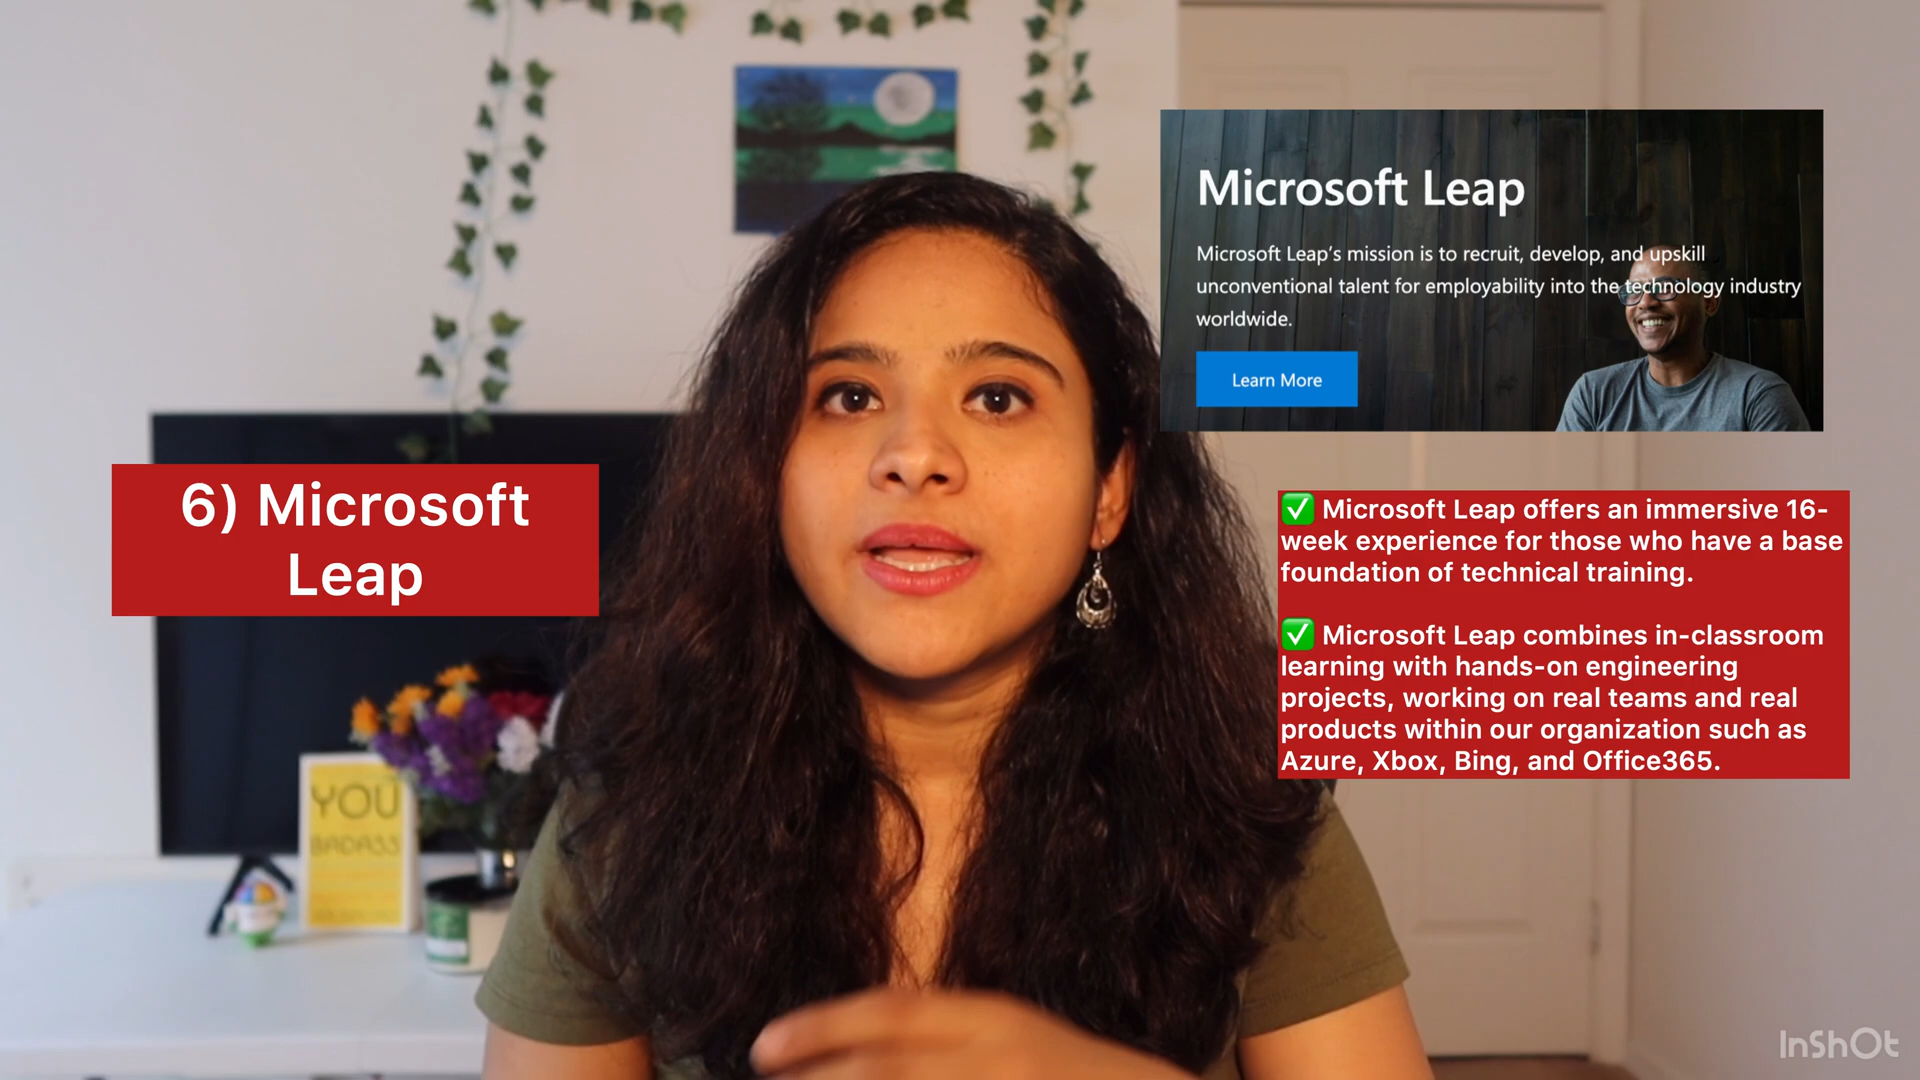 Microsoft Leap
Microsoft Leap's mission is to recruit, develop, and upskill
unconventional talent for employability into the technology industry
worldwide.
Learn More
6) Microsoft
Leap
✅ Microsoft Leap offers an immersive 16-
week experience for those who have a base
foundation of technical training.
✅ Microsoft Leap combines in-classroom
learning with hands-on engineering
projects, working on real teams and real
products within our organization such as
Azure, Xbox, Bing, and Office365.
YOU
BADASS
InShOt